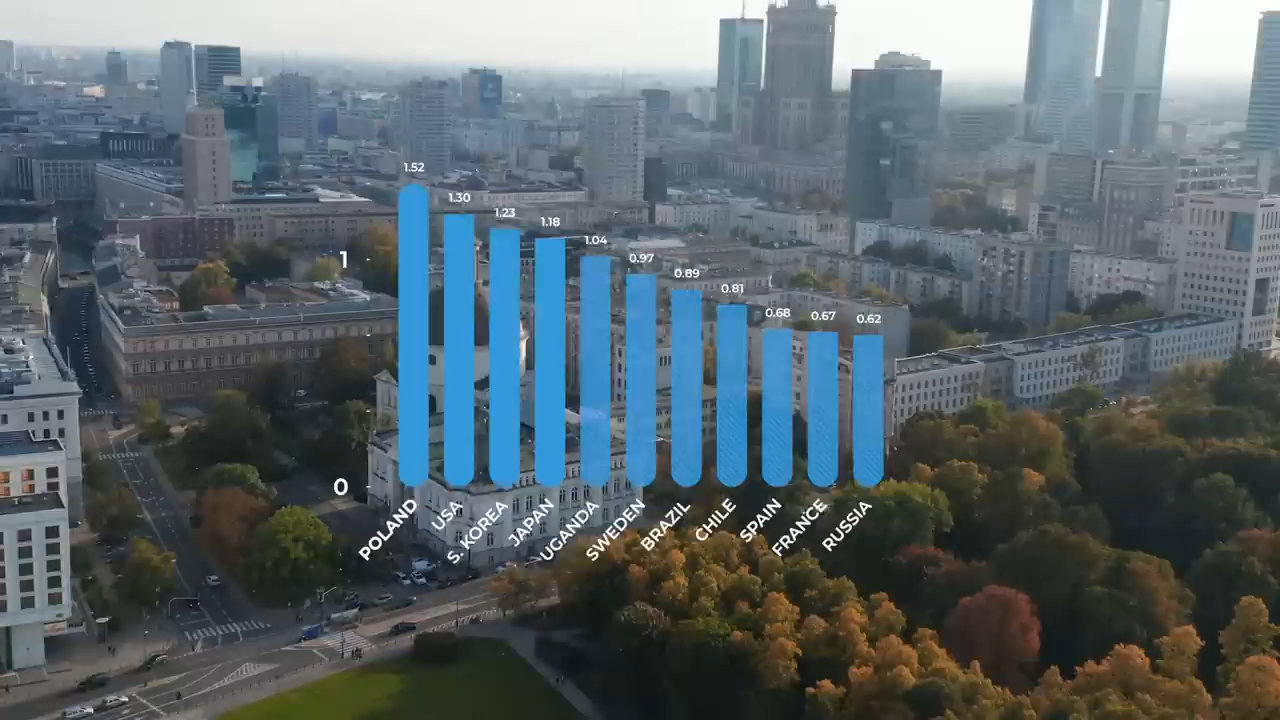 1.52
1.30
1.23
1.18
1.04
0.97
0.89
0.81
0.68
0.67
0.62
1
0
POLAND
USA
S. KOREA
JAPAN
UGANDA
SWEDEN
BRAZIL
CHILE
SPAIN
FRANCE
RUSSIA